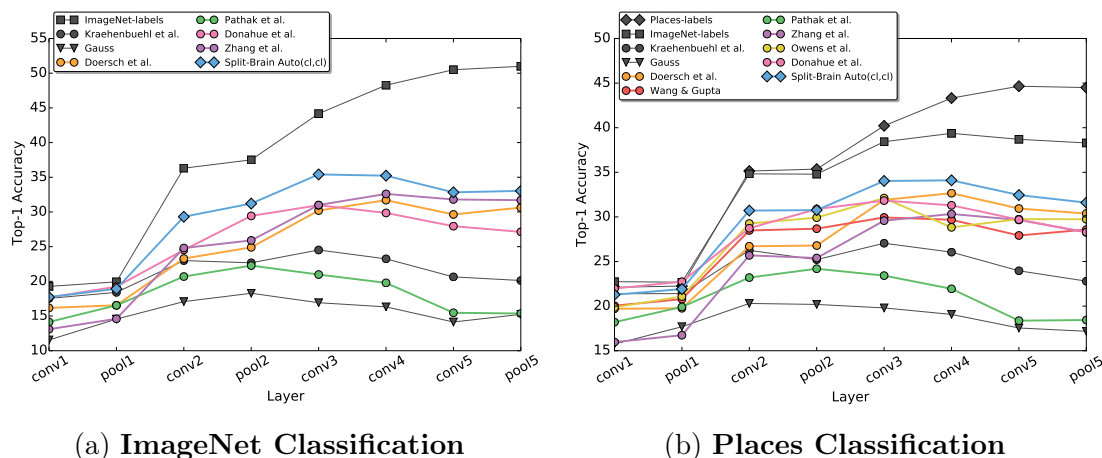 ImageNet-labels
Kraehenbuehl et al.
Gauss
Doersch et al.
Pathak et al.
Donahue et al.
Zhang et al.
Split-Brain Auto(cl,cl)
Top-1 Accuracy
55
50
45
40
35
30
25
20
15
10
conv1 pool1 conv2 pool2 conv3 conv4 conv5 pool5
Layer
(a) ImageNet Classification
Places-labels
ImageNet-labels
Kraehenbuehl et al.
Gauss
Doersch et al.
Wang & Gupta
Pathak et al.
Zhang et al.
Owens et al.
Donahue et al.
Split-Brain Auto(cl,cl)
Top-1 Accuracy
50
45
40
35
30
25
20
15
conv1 pool1 conv2 pool2 conv3 conv4 conv5 pool5
Layer
(b) Places Classification